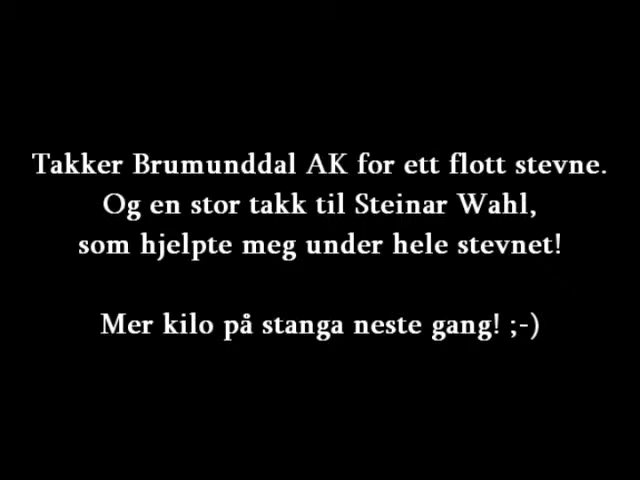 Takker Brumunddal AK for ett flott stevne.
Og en stor takk til Steinar Wahl,
som hjelpte meg under hele stevnet!
Mer kilo på stanga neste gang! ;-)